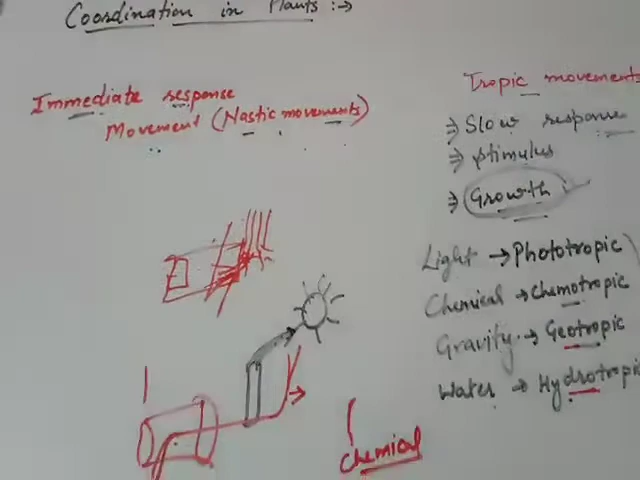 Coordination in Plants :→
Immediate response
Movement (Nastic movements)
Tropic movements
⇒ Slow response
⇒ stimulus
⇒ Growth
Light → Phototropic
Chemical → Chemotropic
Gravity → Geotropic
Water → Hydrotropic
Chemical